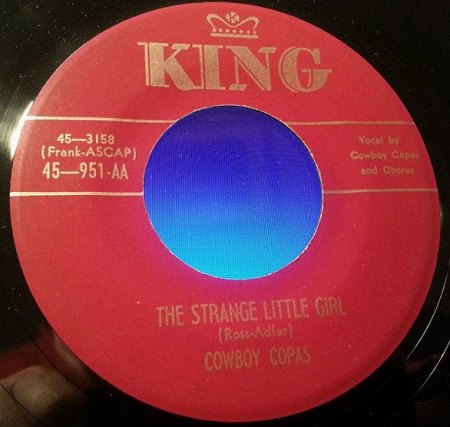 K
KING
45—3158
(Frank-ASCAP)
45—951-AA
Vocal by
Cowboy Copas
and Chorus
THE STRANGE LITTLE GIRL
(Ross-Adler)
COWBOY COPAS